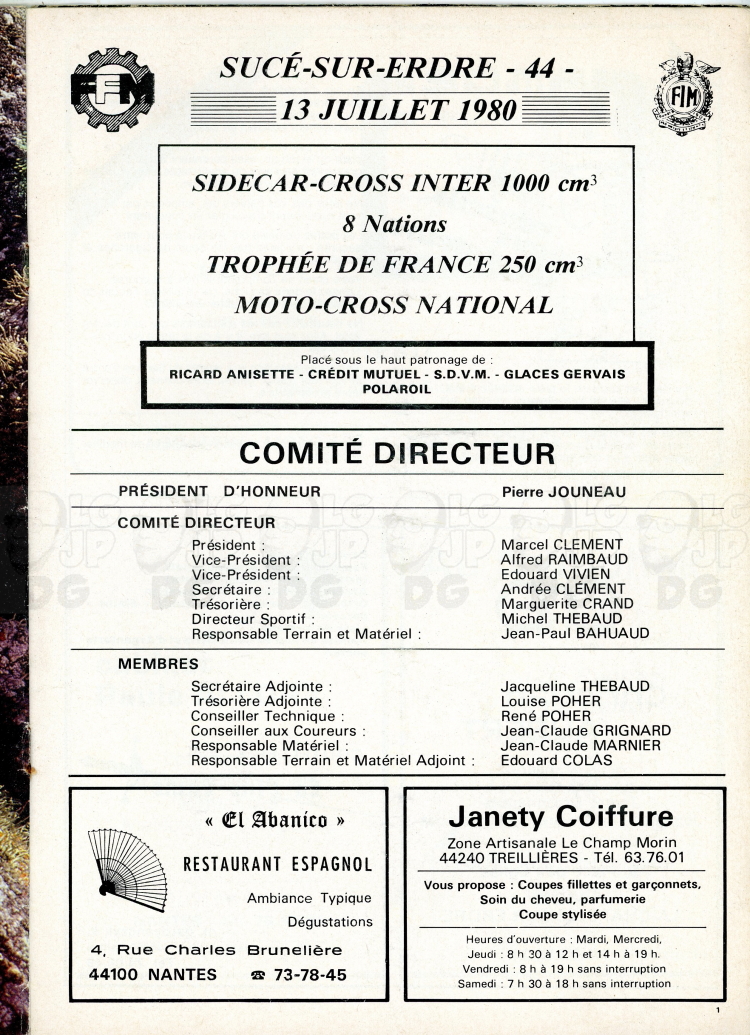 FFM
SUCÉ-SUR-ERDRE - 44 -
13 JUILLET 1980
FIM
SIDECAR-CROSS INTER 1000 cm³
8 Nations
TROPHÉE DE FRANCE 250 cm³
MOTO-CROSS NATIONAL
Placé sous le haut patronage de :
RICARD ANISETTE - CRÉDIT MUTUEL - S.D.V.M. - GLACES GERVAIS
POLAROIL
COMITÉ DIRECTEUR
PRÉSIDENT D'HONNEUR Pierre JOUNEAU
COMITÉ DIRECTEUR
Président : Marcel CLEMENT
Vice-Président : Alfred RAIMBAUD
Vice-Président : Edouard VIVIEN
Secrétaire : Andrée CLÉMENT
Trésorière : Marguerite CRAND
Directeur Sportif : Michel THEBAUD
Responsable Terrain et Matériel : Jean-Paul BAHUAUD
MEMBRES
Secrétaire Adjointe : Jacqueline THEBAUD
Trésorière Adjointe : Louise POHER
Conseiller Technique : René POHER
Conseiller aux Coureurs : Jean-Claude GRIGNARD
Responsable Matériel : Jean-Claude MARNIER
Responsable Terrain et Matériel Adjoint : Edouard COLAS
« El Abanico »
RESTAURANT ESPAGNOL
Ambiance Typique
Dégustations
4, Rue Charles Brunelière
44100 NANTES ☎ 73-78-45
Janety Coiffure
Zone Artisanale Le Champ Morin
44240 TREILLIÈRES - Tél. 63.76.01
Vous propose : Coupes fillettes et garçonnets,
Soin du cheveu, parfumerie
Coupe stylisée
Heures d'ouverture : Mardi, Mercredi,
Jeudi : 8 h 30 à 12 h et 14 h à 19 h.
Vendredi : 8 h à 19 h sans interruption
Samedi : 7 h 30 à 18 h sans interruption
1
LG
JP
DG